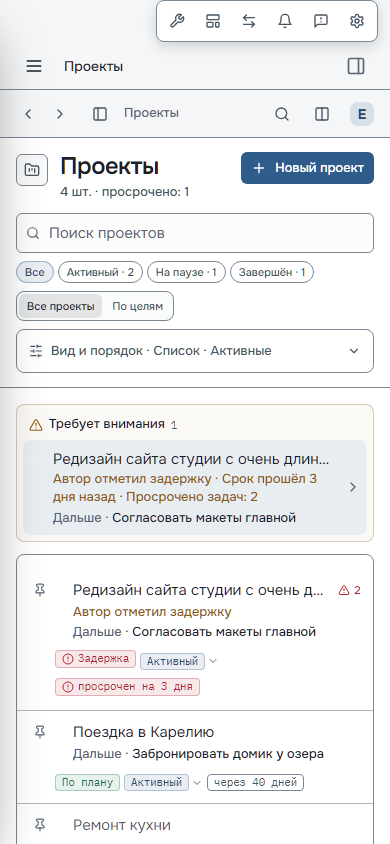 Проекты
Проекты
E
Проекты
Новый проект
4 шт. · просрочено: 1
Поиск проектов
Все
Активный · 2
На паузе · 1
Завершён · 1
Все проекты
По целям
Вид и порядок · Список · Активные
Требует внимания 1
Редизайн сайта студии с очень длин...
Автор отметил задержку · Срок прошёл 3
дня назад · Просрочено задач: 2
Дальше · Согласовать макеты главной
Редизайн сайта студии с очень д...
2
Автор отметил задержку
Дальше · Согласовать макеты главной
Задержка
Активный
просрочен на 3 дня
Поездка в Карелию
Дальше · Забронировать домик у озера
По плану
Активный
через 40 дней
Ремонт кухни